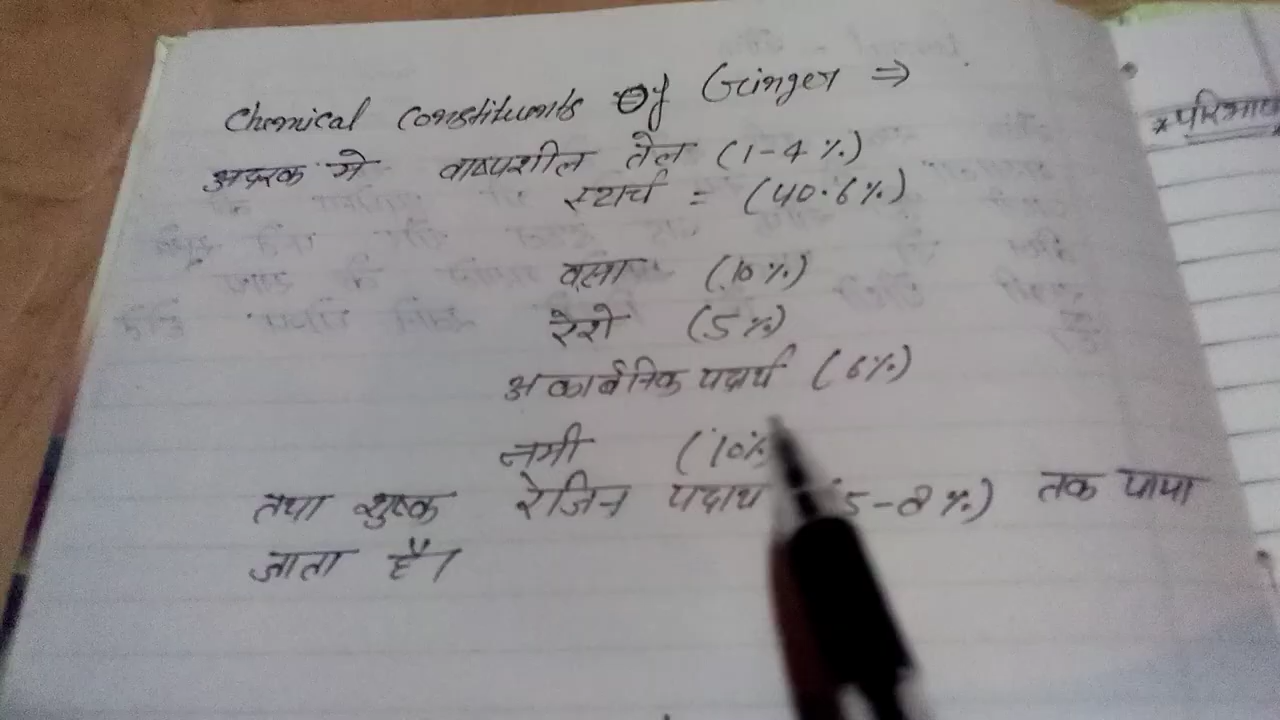 Chemical Constituents Of Ginger ⇒
अदरक मे वाष्पशील तेल (1-4%)
स्टार्च = (40.6%)
*परिभाषा
वसा (10%)
रेशे (5%)
अकार्बनिक पदार्थ (6%)
नमी (10%)
तथा शुष्क रेजिन पदार्थ (5-8%) तक पाया
जाता है।